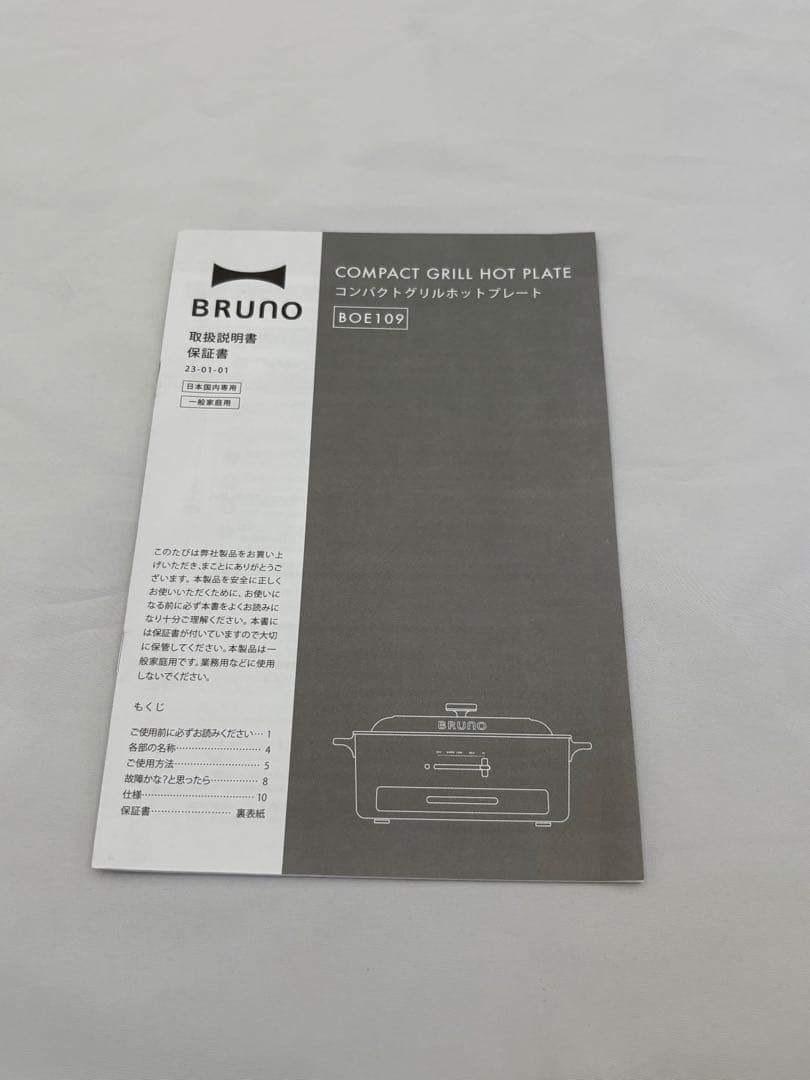 BRUNO
取扱説明書
保証書
23-01-01
日本国内専用
一般家庭用
COMPACT GRILL HOT PLATE
コンパクトグリルホットプレート
BOE109
このたびは弊社製品をお買い上
げいただき、まことにありがとうご
ざいます。本製品を安全に正しく
お使いいただくために、お使いに
なる前に必ず本書をよくお読みに
なり十分ご理解ください。本書に
は保証書が付いていますので大切
に保管してください。本製品は一
般家庭用です。業務用などに使用
しないでください。
もくじ
ご使用前に必ずお読みください… 1
各部の名称…………………… 4
ご使用方法…………………… 5
故障かな?と思ったら…………… 8
仕様…………………………… 10
保証書…………………… 裏表紙
BRUNO